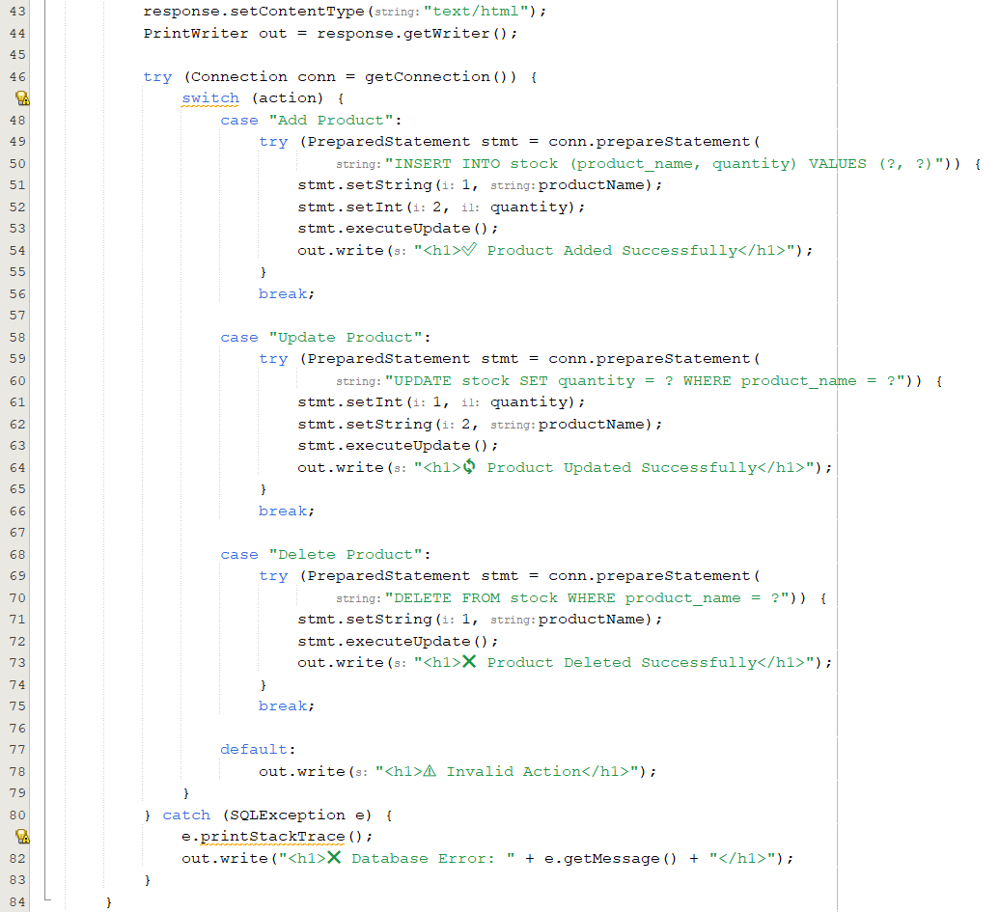 43 response.setContentType(string: "text/html");
44 PrintWriter out = response.getWriter();
45
46 try (Connection conn = getConnection()) {
switch (action) {
48 case "Add Product":
49 try (PreparedStatement stmt = conn.prepareStatement(
50 string: "INSERT INTO stock (product_name, quantity) VALUES (?, ?)")) {
51 stmt.setString(i: 1, string: productName);
52 stmt.setInt(i: 2, i1: quantity);
53 stmt.executeUpdate();
54 out.write(s: "<h1>✅ Product Added Successfully</h1>");
55 }
56 break;
57
58 case "Update Product":
59 try (PreparedStatement stmt = conn.prepareStatement(
60 string: "UPDATE stock SET quantity = ? WHERE product_name = ?")) {
61 stmt.setInt(i: 1, i1: quantity);
62 stmt.setString(i: 2, string: productName);
63 stmt.executeUpdate();
64 out.write(s: "<h1>🔄 Product Updated Successfully</h1>");
65 }
66 break;
67
68 case "Delete Product":
69 try (PreparedStatement stmt = conn.prepareStatement(
70 string: "DELETE FROM stock WHERE product_name = ?")) {
71 stmt.setString(i: 1, string: productName);
72 stmt.executeUpdate();
73 out.write(s: "<h1>❌ Product Deleted Successfully</h1>");
74 }
75 break;
76
77 default:
78 out.write(s: "<h1>⚠ Invalid Action</h1>");
79 }
80 } catch (SQLException e) {
e.printStackTrace();
82 out.write("<h1>❌ Database Error: " + e.getMessage() + "</h1>");
83 }
84 }